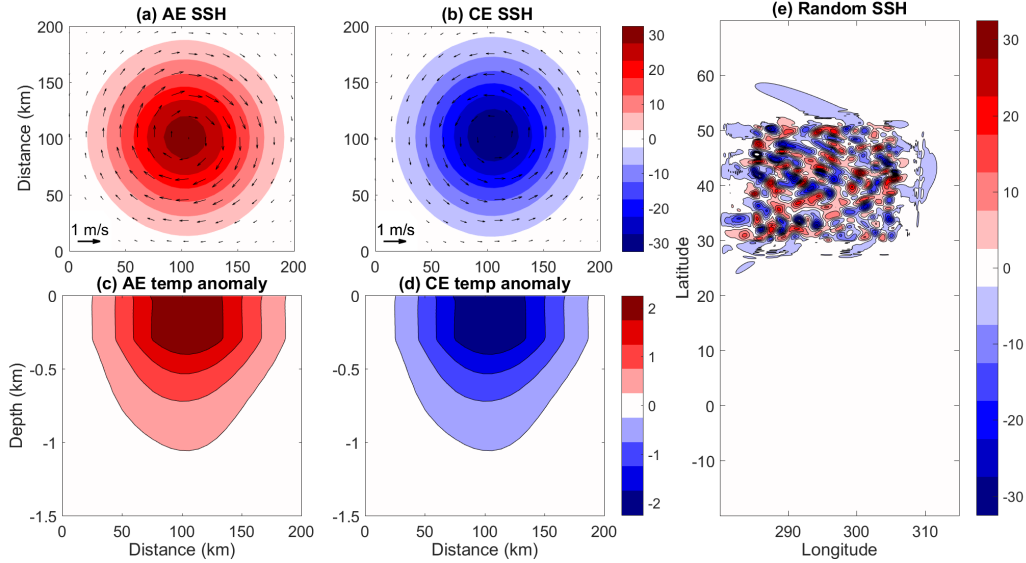 (a) AE SSH
(b) CE SSH
(e) Random SSH
200
150
100
50
0
Distance (km)
1 m/s
0 50 100 150 200
200
150
100
50
0
1 m/s
0 50 100 150 200
30
20
10
0
-10
-20
-30
(c) AE temp anomaly
(d) CE temp anomaly
0
-0.5
-1
-1.5
Depth (km)
0 50 100 150 200
Distance (km)
0
-0.5
-1
-1.5
0 50 100 150 200
Distance (km)
2
1
0
-1
-2
60
50
40
30
20
10
0
-10
Latitude
290 300 310
Longitude
30
20
10
0
-10
-20
-30